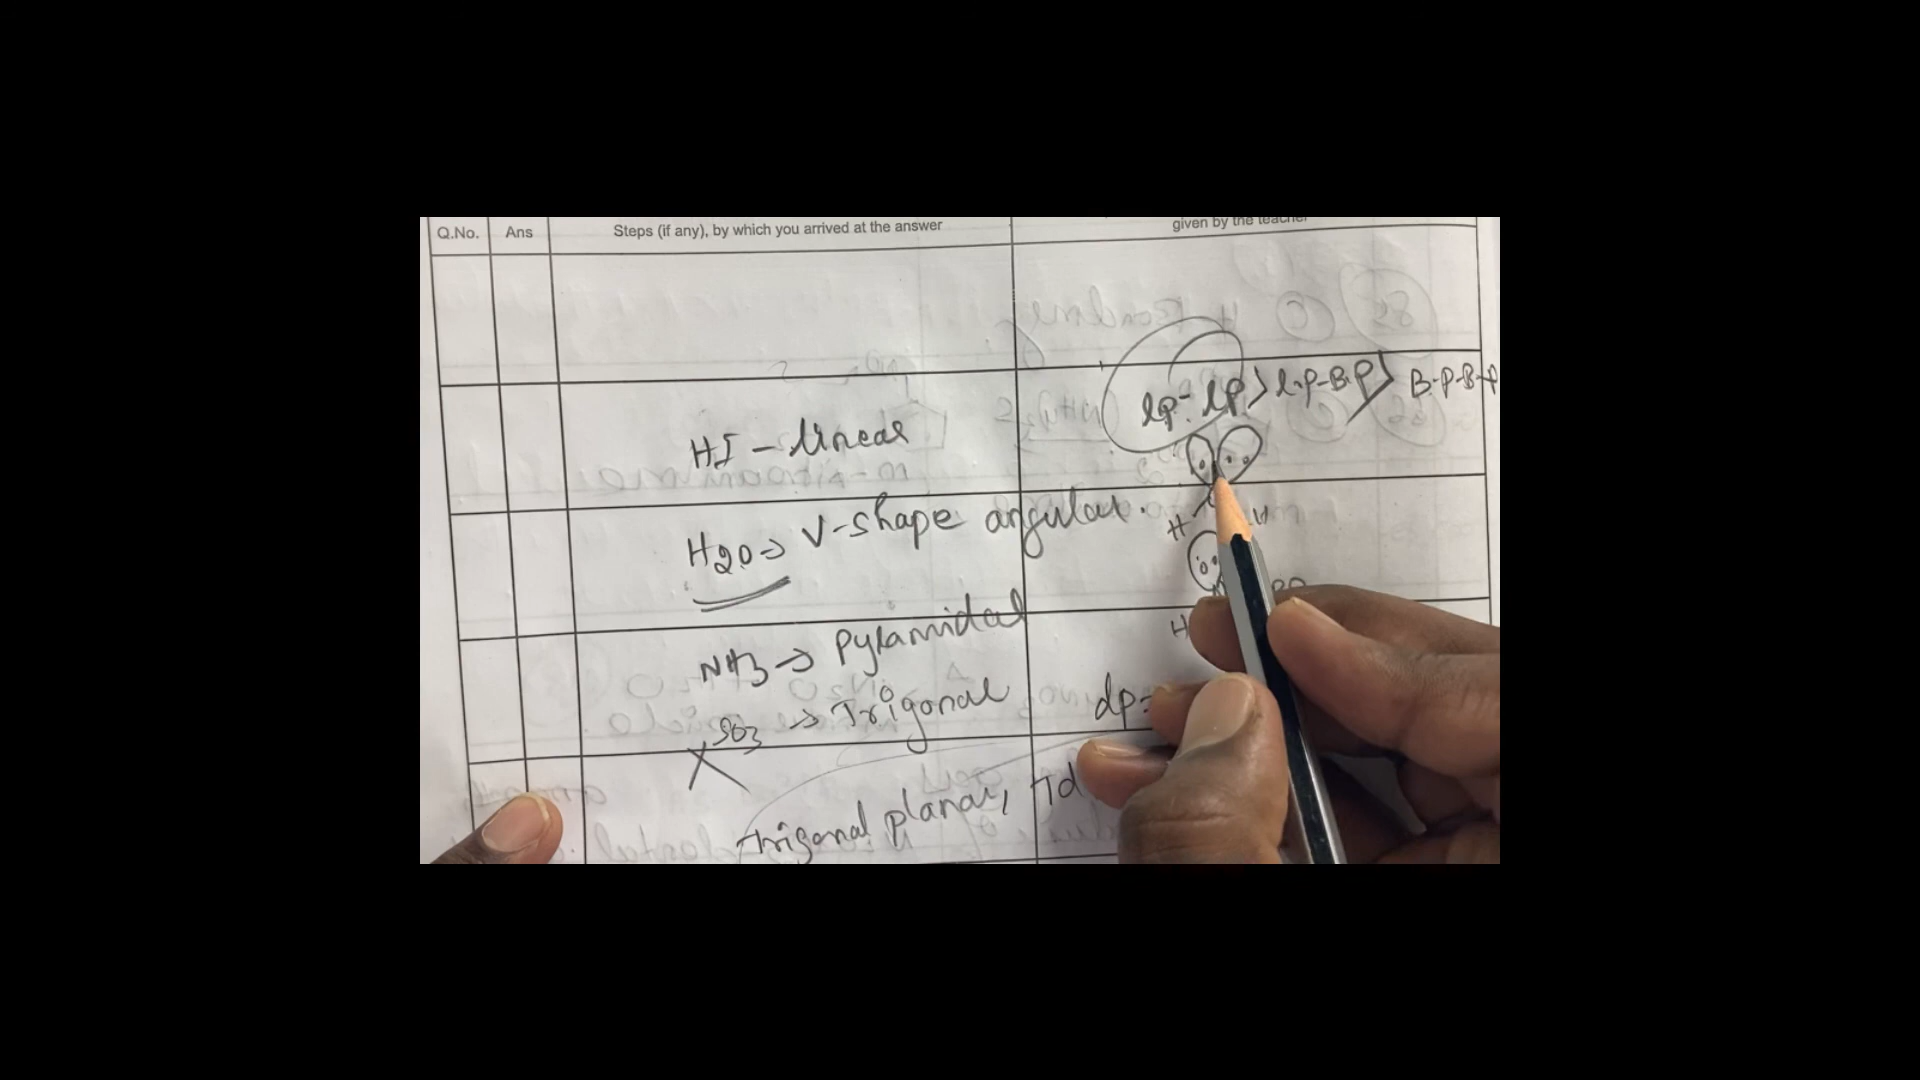 Q.No. Ans Steps (if any), by which you arrived at the answer given by the teacher
lp-lp > l.p-B.p > B.P-B.P
HI - linear
H2O → V-shape angular.
H
H
NH3 → Pyramidal
H
SO3 → Trigonal
dp=
Trigonal planar, Td